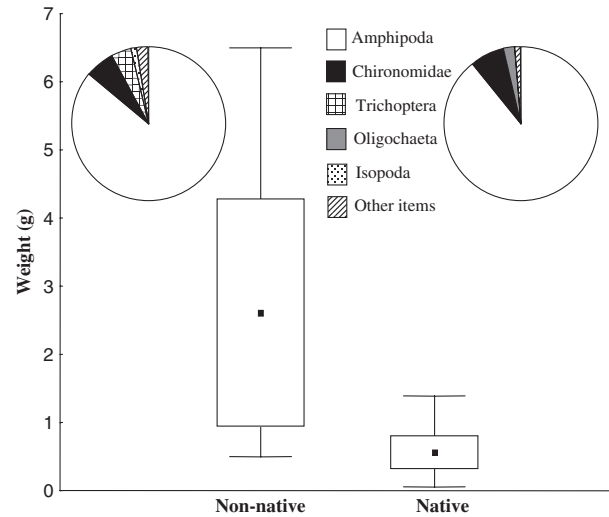 7
6
5
4
3
2
1
0
Weight (g)
Amphipoda
Chironomidae
Trichoptera
Oligochaeta
Isopoda
Other items
Non-native
Native